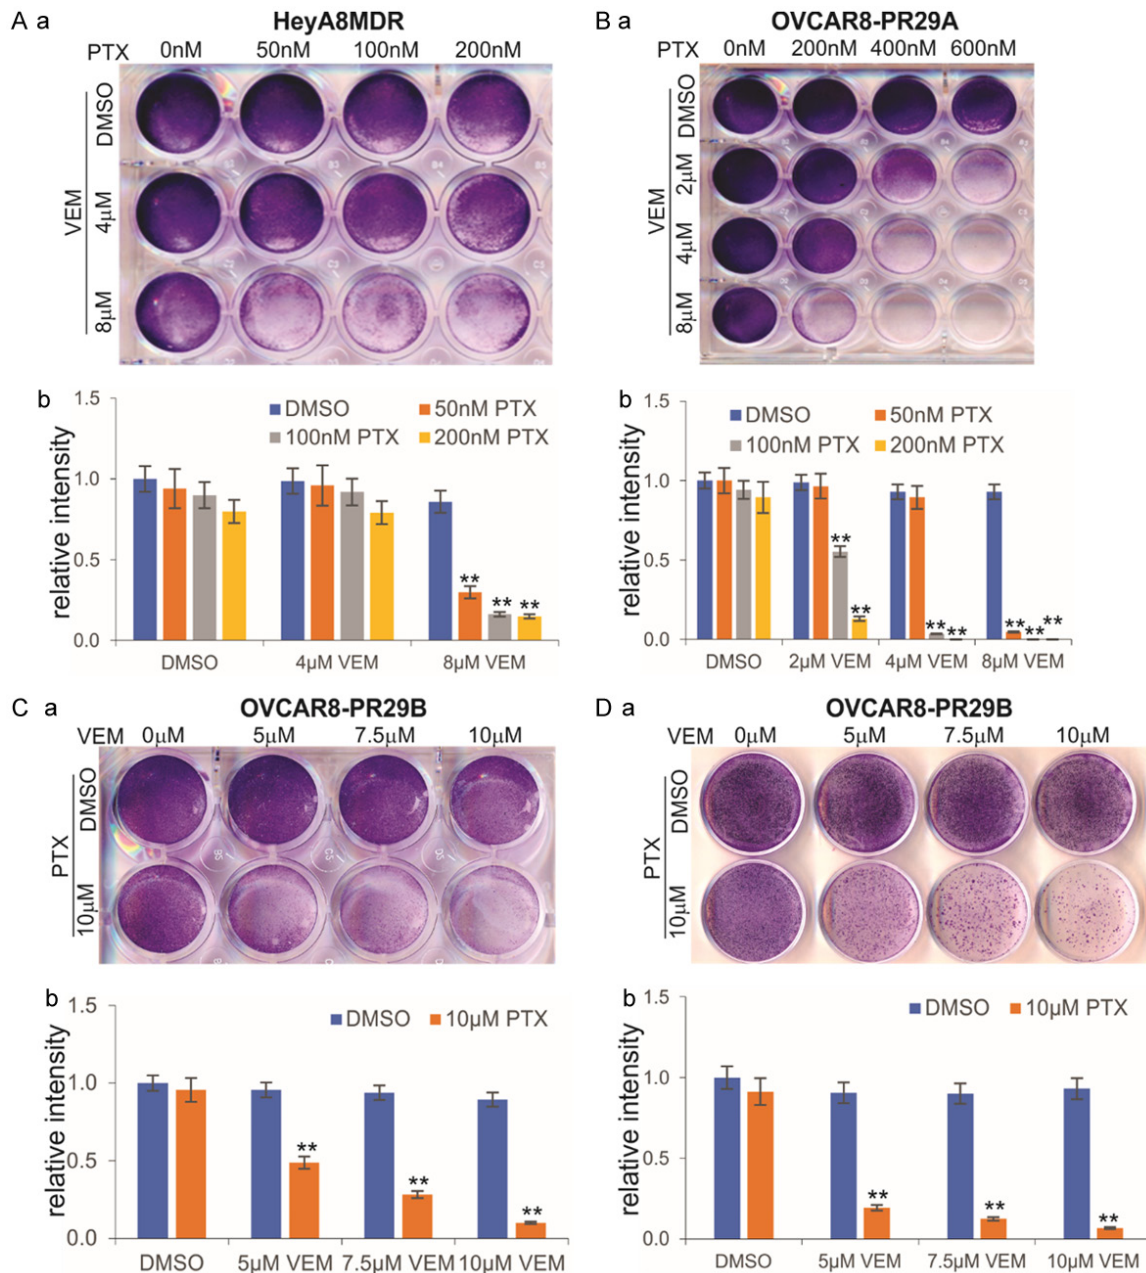 A a HeyA8MDR
PTX 0nM 50nM 100nM 200nM
VEM
DMSO
4μM
8μM
b
relative intensity
1.5
1.0
0.5
0.0
DMSO 50nM PTX
100nM PTX 200nM PTX
** ** **
DMSO 4μM VEM 8μM VEM
B a OVCAR8-PR29A
PTX 0nM 200nM 400nM 600nM
VEM
DMSO
2μM
4μM
8μM
b
relative intensity
1.5
1.0
0.5
0.0
DMSO 50nM PTX
100nM PTX 200nM PTX
** ** ** ** ** ** **
DMSO 2μM VEM 4μM VEM 8μM VEM
C a OVCAR8-PR29B
VEM 0μM 5μM 7.5μM 10μM
PTX
DMSO
10μM
b
relative intensity
1.5
1.0
0.5
0.0
DMSO 10μM PTX
** ** **
DMSO 5μM VEM 7.5μM VEM 10μM VEM
D a OVCAR8-PR29B
VEM 0μM 5μM 7.5μM 10μM
PTX
DMSO
10μM
b
relative intensity
1.5
1.0
0.5
0.0
DMSO 10μM PTX
** ** **
DMSO 5μM VEM 7.5μM VEM 10μM VEM